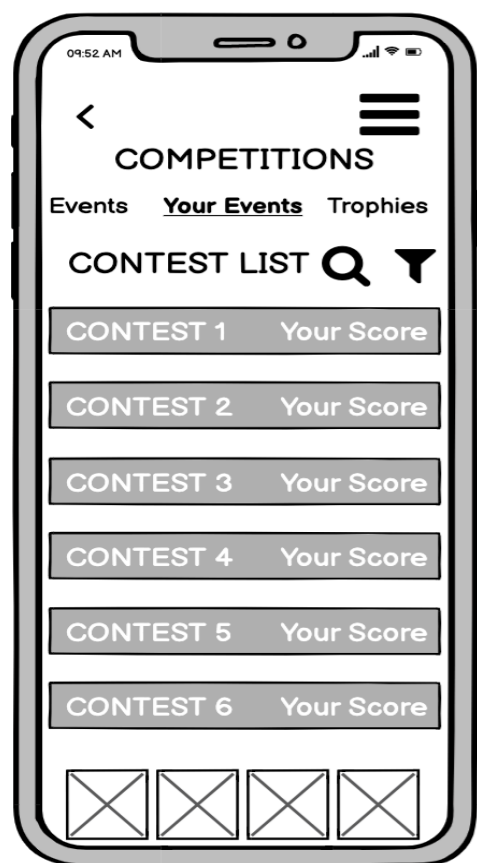 09:52 AM
COMPETITIONS
Events Your Events Trophies
CONTEST LIST
CONTEST 1 Your Score
CONTEST 2 Your Score
CONTEST 3 Your Score
CONTEST 4 Your Score
CONTEST 5 Your Score
CONTEST 6 Your Score